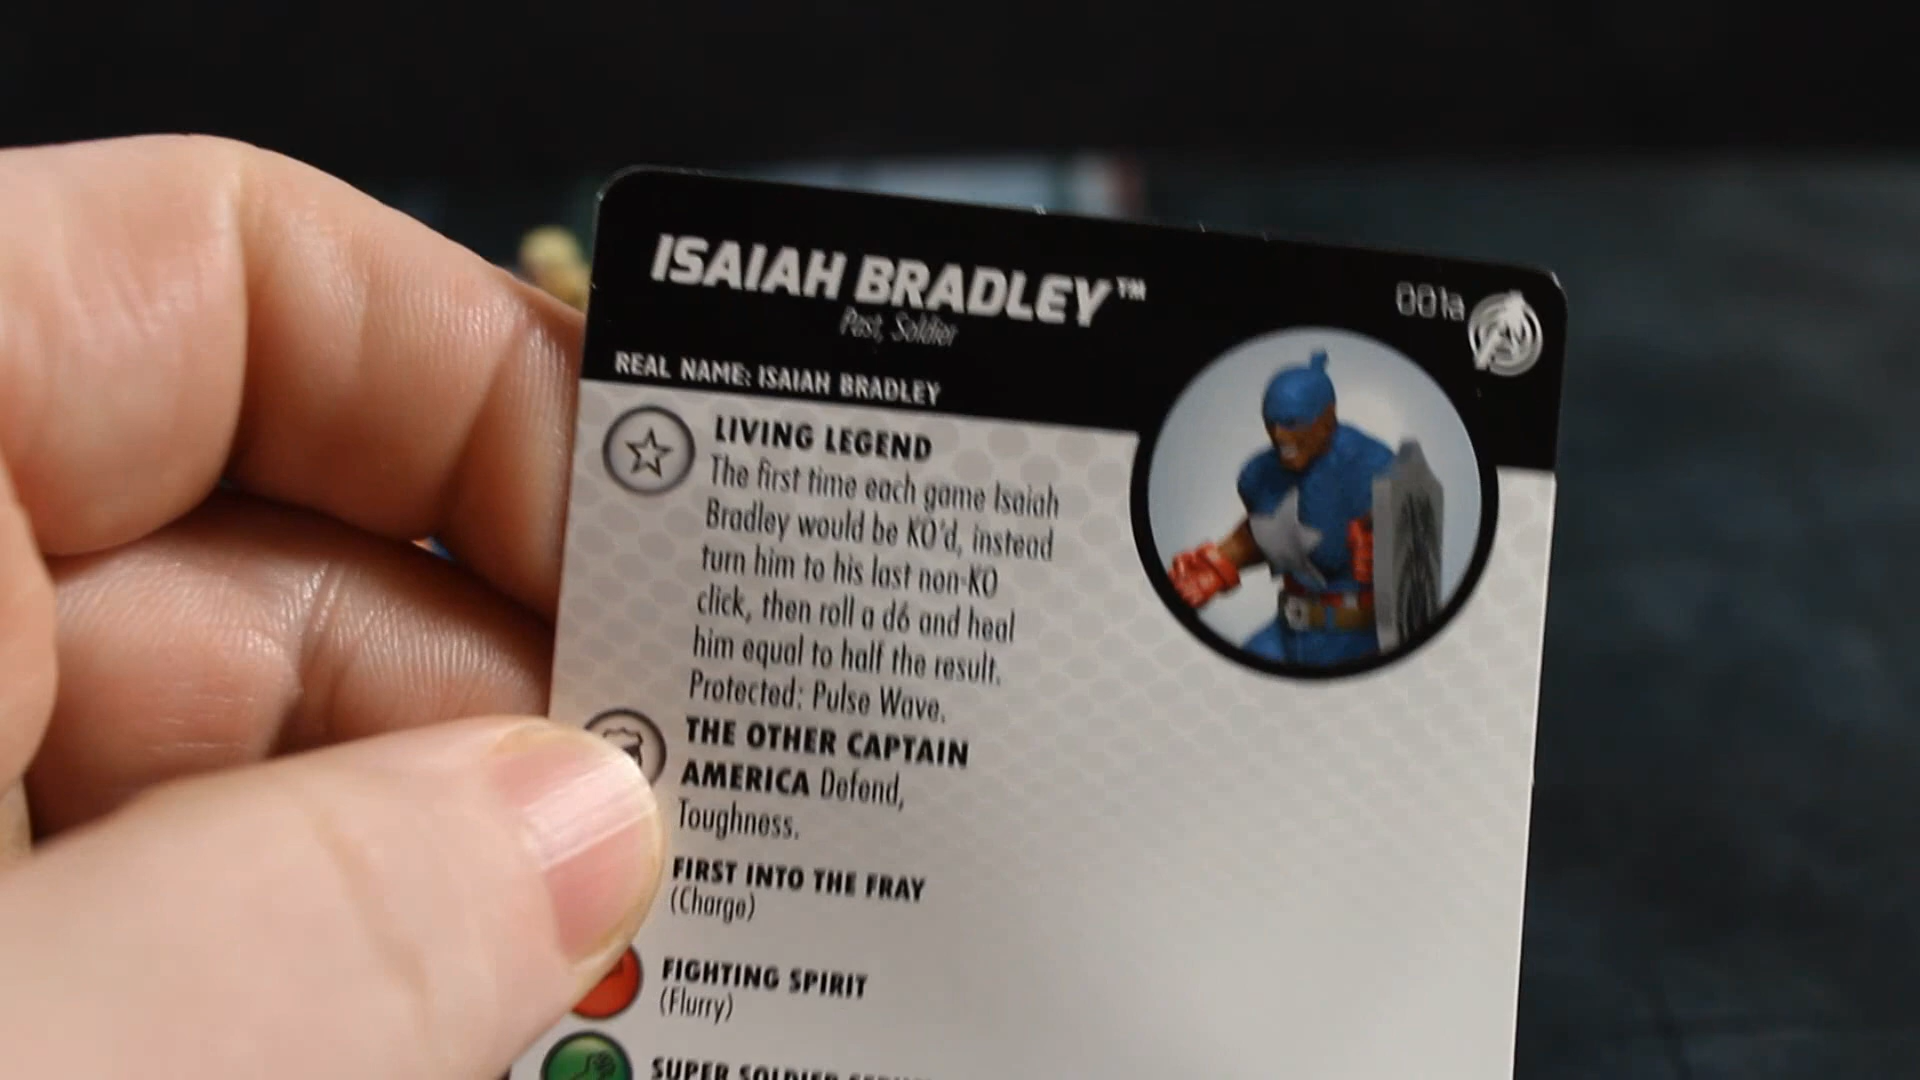 ISAIAH BRADLEY™
001a
Past, Soldier
REAL NAME: ISAIAH BRADLEY
LIVING LEGEND
The first time each game Isaiah
Bradley would be KO'd, instead
turn him to his last non-KO
click, then roll a d6 and heal
him equal to half the result.
Protected: Pulse Wave.
THE OTHER CAPTAIN
AMERICA Defend,
Toughness.
FIRST INTO THE FRAY
(Charge)
FIGHTING SPIRIT
(Flurry)
SUPER SOLDIER